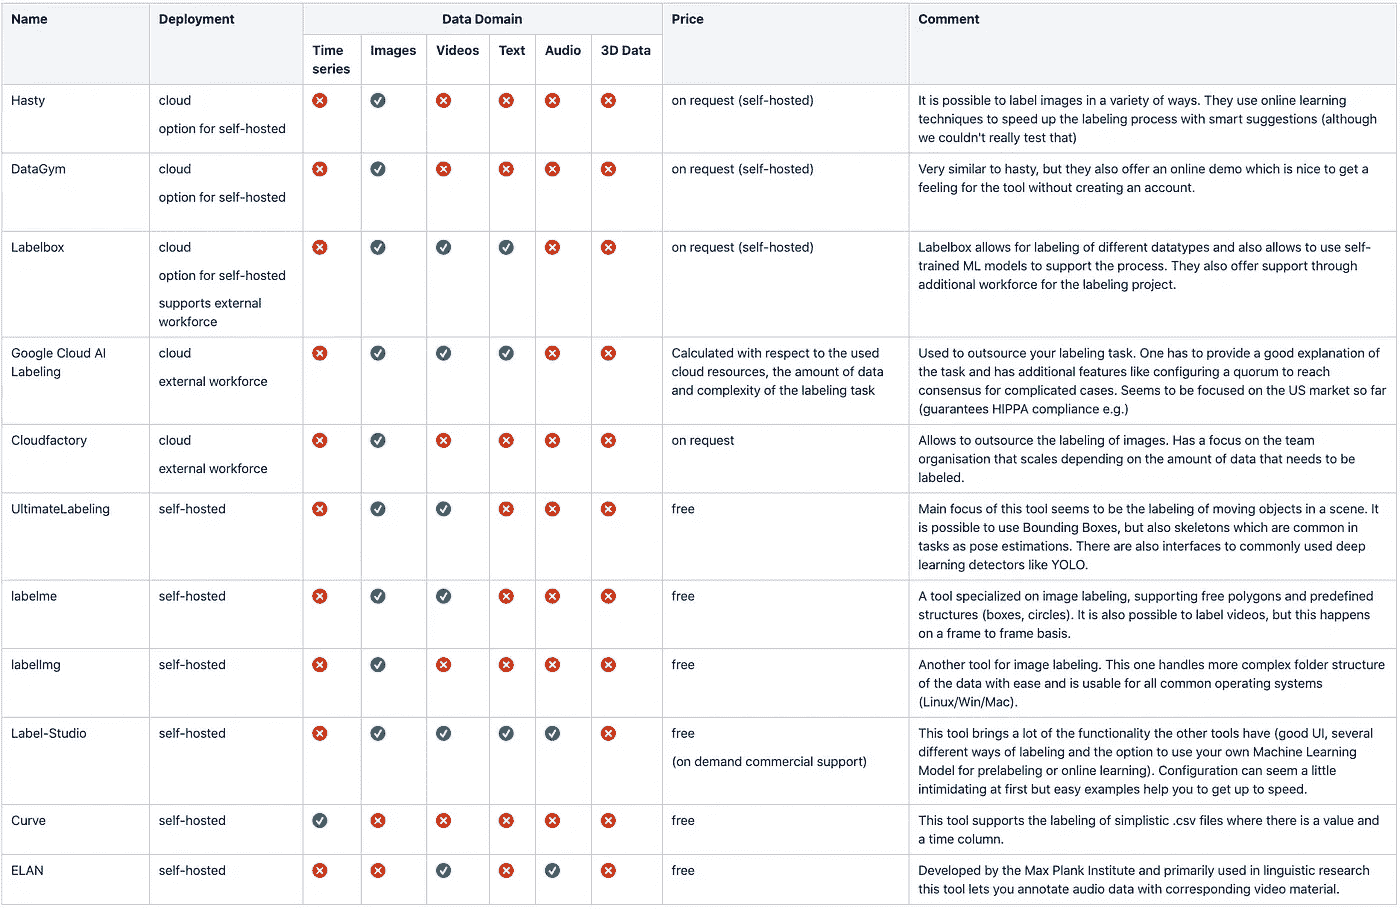 Name Deployment Data Domain Price Comment
Time series Images Videos Text Audio 3D Data
Hasty
cloud
option for self-hosted
on request (self-hosted)
It is possible to label images in a variety of ways. They use online learning
techniques to speed up the labeling process with smart suggestions (although
we couldn't really test that)
DataGym
cloud
option for self-hosted
on request (self-hosted)
Very similar to hasty, but they also offer an online demo which is nice to get a
feeling for the tool without creating an account.
Labelbox
cloud
option for self-hosted
supports external
workforce
on request (self-hosted)
Labelbox allows for labeling of different datatypes and also allows to use self-
trained ML models to support the process. They also offer support through
additional workforce for the labeling project.
Google Cloud AI
Labeling
cloud
external workforce
Calculated with respect to the used
cloud resources, the amount of data
and complexity of the labeling task
Used to outsource your labeling task. One has to provide a good explanation of
the task and has additional features like configuring a quorum to reach
consensus for complicated cases. Seems to be focused on the US market so far
(guarantees HIPPA compliance e.g.)
Cloudfactory
cloud
external workforce
on request
Allows to outsource the labeling of images. Has a focus on the team
organisation that scales depending on the amount of data that needs to be
labeled.
UltimateLabeling
self-hosted
free
Main focus of this tool seems to be the labeling of moving objects in a scene. It
is possible to use Bounding Boxes, but also skeletons which are common in
tasks as pose estimations. There are also interfaces to commonly used deep
learning detectors like YOLO.
labelme
self-hosted
free
A tool specialized on image labeling, supporting free polygons and predefined
structures (boxes, circles). It is also possible to label videos, but this happens
on a frame to frame basis.
labelImg
self-hosted
free
Another tool for image labeling. This one handles more complex folder structure
of the data with ease and is usable for all common operating systems
(Linux/Win/Mac).
Label-Studio
self-hosted
free
(on demand commercial support)
This tool brings a lot of the functionality the other tools have (good UI, several
different ways of labeling and the option to use your own Machine Learning
Model for prelabeling or online learning). Configuration can seem a little
intimidating at first but easy examples help you to get up to speed.
Curve
self-hosted
free
This tool supports the labeling of simplistic .csv files where there is a value and
a time column.
ELAN
self-hosted
free
Developed by the Max Plank Institute and primarily used in linguistic research
this tool lets you annotate audio data with corresponding video material.